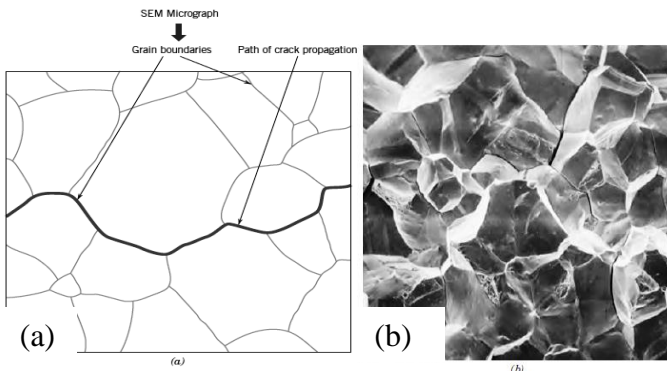 SEM Micrograph
Grain boundaries
Path of crack propagation
(a)
(b)
(a)
(b)